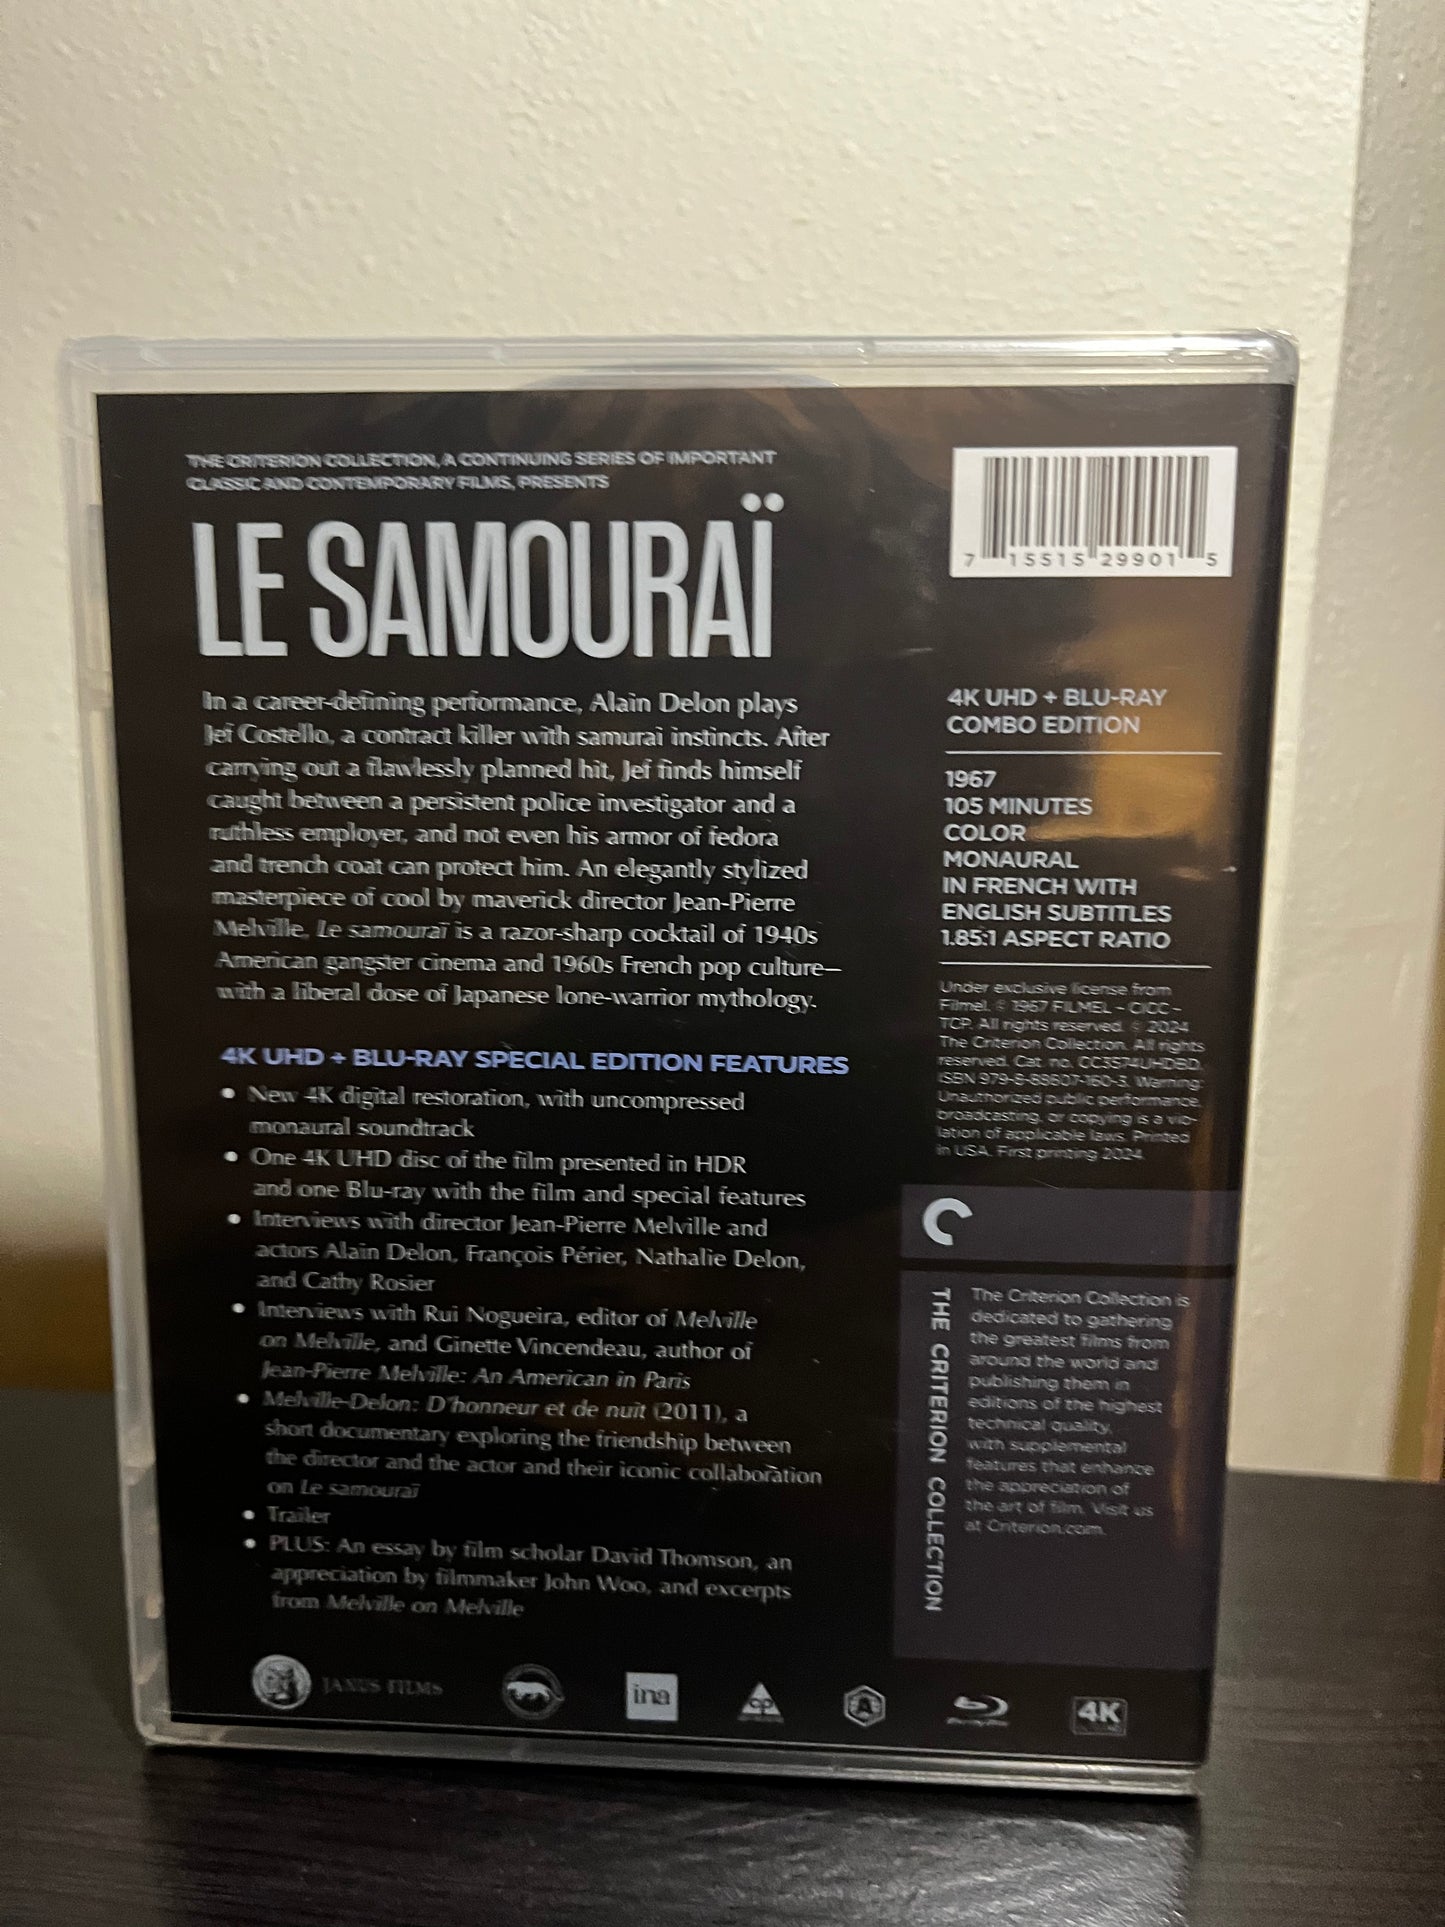 THE CRITERION COLLECTION, A CONTINUING SERIES OF IMPORTANT
CLASSIC AND CONTEMPORARY FILMS, PRESENTS
LE SAMOURAÏ
In a career-defining performance, Alain Delon plays
Jef Costello, a contract killer with samurai instincts. After
carrying out a flawlessly planned hit, Jef finds himself
caught between a persistent police investigator and a
ruthless employer, and not even his armor of fedora
and trench coat can protect him. An elegantly stylized
masterpiece of cool by maverick director Jean-Pierre
Melville, Le samouraï is a razor-sharp cocktail of 1940s
American gangster cinema and 1960s French pop culture—
with a liberal dose of Japanese lone-warrior mythology.
4K UHD + BLU-RAY SPECIAL EDITION FEATURES
• New 4K digital restoration, with uncompressed
monaural soundtrack
• One 4K UHD disc of the film presented in HDR
and one Blu-ray with the film and special features
• Interviews with director Jean-Pierre Melville and
actors Alain Delon, François Périer, Nathalie Delon,
and Cathy Rosier
• Interviews with Rui Nogueira, editor of Melville
on Melville, and Ginette Vincendeau, author of
Jean-Pierre Melville: An American in Paris
• Melville-Delon: D'honneur et de nuit (2011), a
short documentary exploring the friendship between
the director and the actor and their iconic collaboration
on Le samouraï
• Trailer
• PLUS: An essay by film scholar David Thomson, an
appreciation by filmmaker John Woo, and excerpts
from Melville on Melville
7 15515 29901 5
4K UHD + BLU-RAY
COMBO EDITION
1967
105 MINUTES
COLOR
MONAURAL
IN FRENCH WITH
ENGLISH SUBTITLES
1.85:1 ASPECT RATIO
Under exclusive license from
Filmel. © 1967 FILMEL – CICC –
TCP. All rights reserved. © 2024
The Criterion Collection. All rights
reserved. Cat. no. CC3574UHDBD.
ISBN 979-8-88607-160-3. Warning:
Unauthorized public performance,
broadcasting, or copying is a vio-
lation of applicable laws. Printed
in USA. First printing 2024.
THE CRITERION COLLECTION
The Criterion Collection is
dedicated to gathering
the greatest films from
around the world and
publishing them in
editions of the highest
technical quality,
with supplemental
features that enhance
the appreciation of
the art of film. Visit us
at Criterion.com.
JANUS FILMS
ina
CP
A
Blu-ray Disc
4K